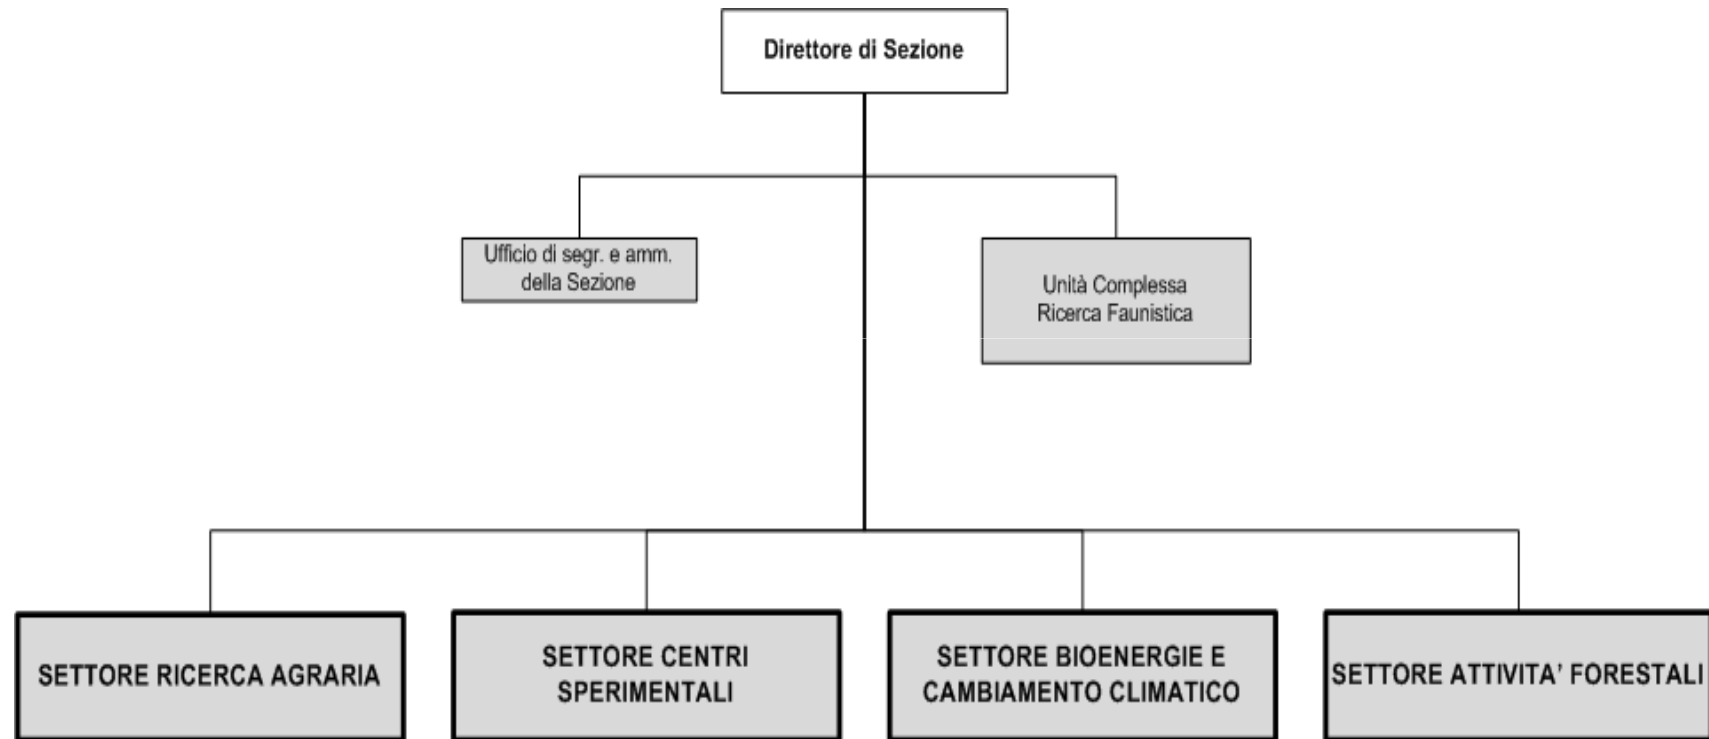 Direttore di Sezione
Ufficio di segr. e amm.
della Sezione
Unità Complessa
Ricerca Faunistica
SETTORE RICERCA AGRARIA
SETTORE CENTRI
SPERIMENTALI
SETTORE BIOENERGIE E
CAMBIAMENTO CLIMATICO
SETTORE ATTIVITA’ FORESTALI